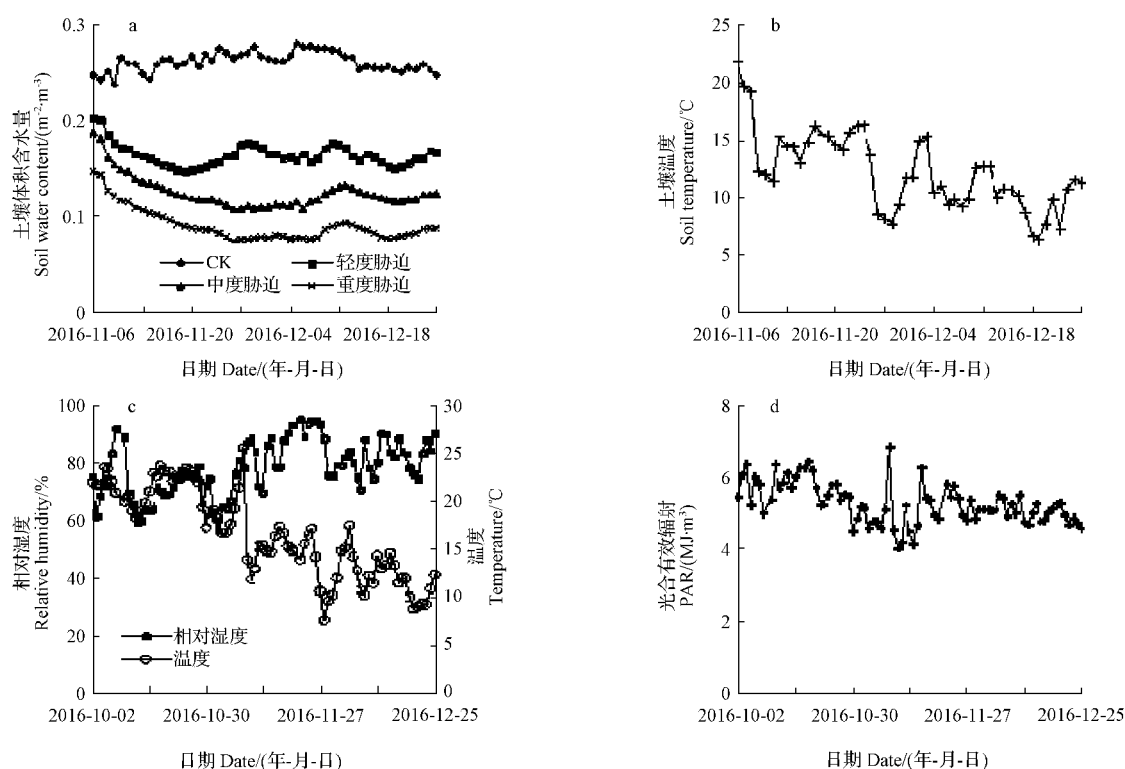 a
0.3
0.2
0.1
0
土壤体积含水量
Soil water content/(m⁻²·m⁻³)
CK
轻度胁迫
中度胁迫
重度胁迫
2016-11-06
2016-11-20
2016-12-04
2016-12-18
日期 Date/(年-月-日)
b
25
20
15
10
5
0
土壤温度
Soil temperature/℃
2016-11-06
2016-11-20
2016-12-04
2016-12-18
日期 Date/(年-月-日)
c
100
80
60
40
20
0
相对湿度
Relative humidity/%
30
25
20
15
10
5
0
温度
Temperature/℃
相对湿度
温度
2016-10-02
2016-10-30
2016-11-27
2016-12-25
日期 Date/(年-月-日)
d
8
6
4
2
0
光合有效辐射
PAR/(MJ·m³)
2016-10-02
2016-10-30
2016-11-27
2016-12-25
日期 Date/(年-月-日)